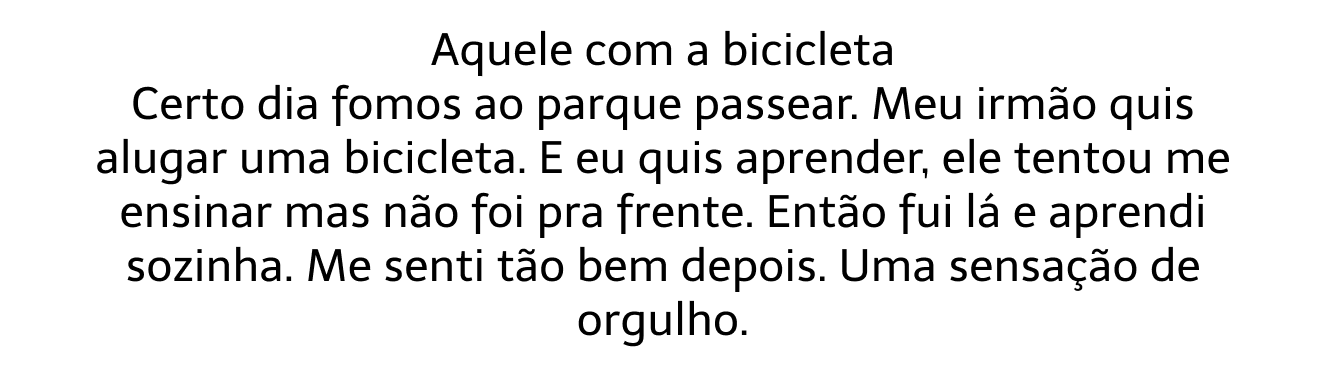 Aquele com a bicicleta
Certo dia fomos ao parque passear. Meu irmão quis
alugar uma bicicleta. E eu quis aprender, ele tentou me
ensinar mas não foi pra frente. Então fui lá e aprendi
sozinha. Me senti tão bem depois. Uma sensação de
orgulho.